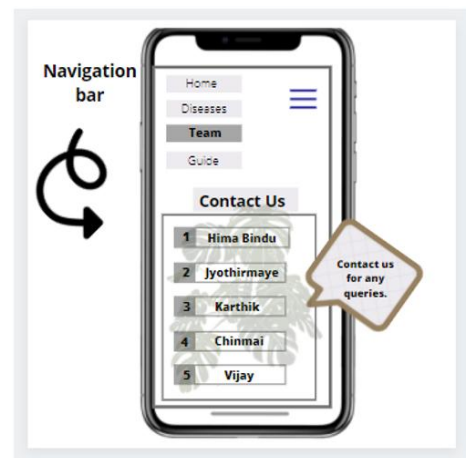 Navigation
bar
Home
Diseases
Team
Guide
Contact Us
1 Hima Bindu
2 Jyothirmaye
3 Karthik
4 Chinmai
5 Vijay
Contact us
for any
queries.